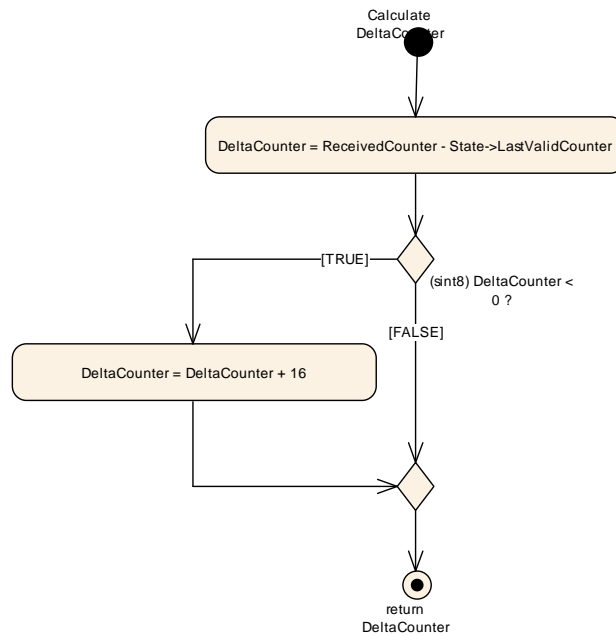 Calculate
DeltaCounter
DeltaCounter = ReceivedCounter - State->LastValidCounter
[TRUE]
(sint8) DeltaCounter <
0 ?
[FALSE]
DeltaCounter = DeltaCounter + 16
return
DeltaCounter